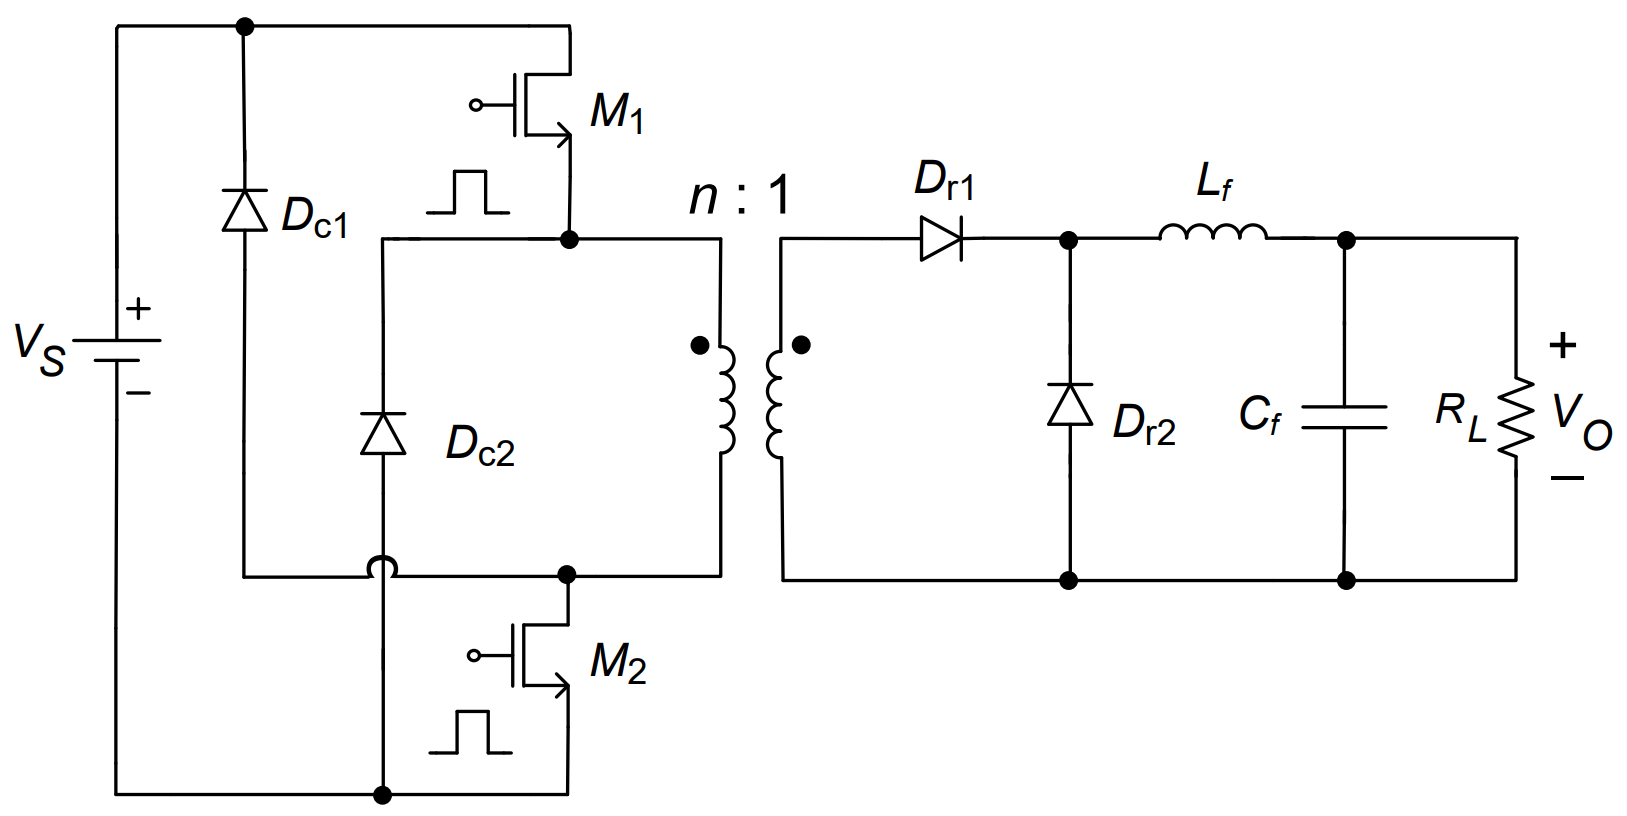 M1
n : 1
Dr1
Lf
Dc1
+
VS
−
+
Dc2
Dr2
Cf
RL
VO
−
M2